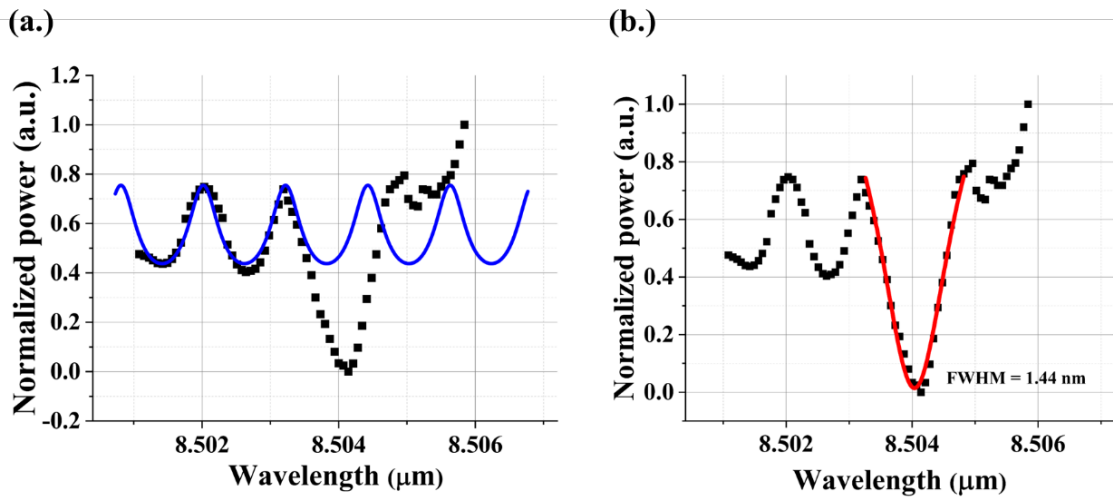 (a.)
(b.)
Normalized power (a.u.)
1.2
1.0
0.8
0.6
0.4
0.2
0.0
-0.2
8.502
8.504
8.506
Wavelength (μm)
Normalized power (a.u.)
1.0
0.8
0.6
0.4
0.2
0.0
FWHM = 1.44 nm
8.502
8.504
8.506
Wavelength (μm)